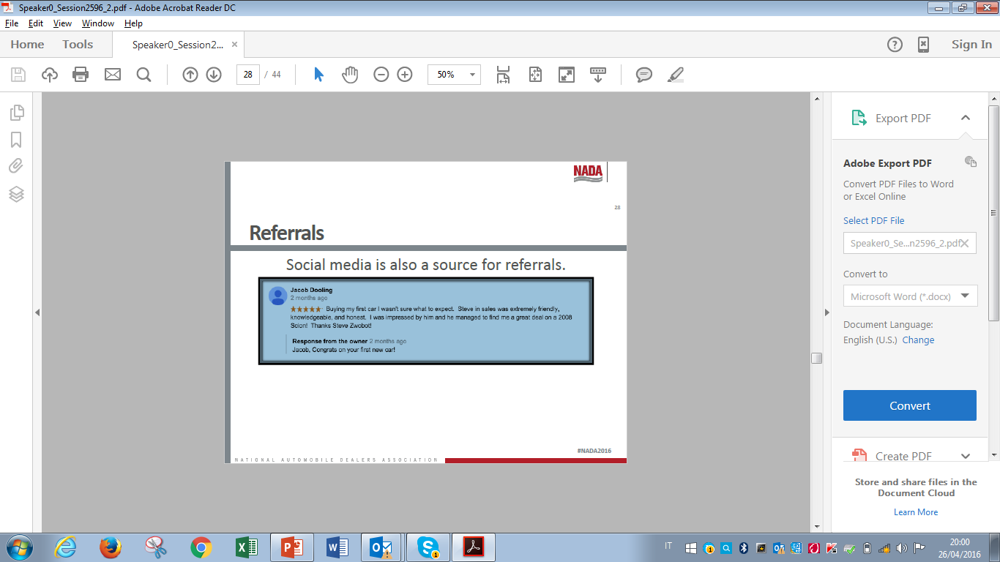 Speaker0_Session2596_2.pdf - Adobe Acrobat Reader DC
File Edit View Window Help
Home Tools Speaker0_Session2... × Sign In
28 / 44 50%
Export PDF
Adobe Export PDF
Convert PDF Files to Word
or Excel Online
Select PDF File
Speaker0_Se...n2596_2.pdf
Convert to
Microsoft Word (*.docx)
Document Language:
English (U.S.) Change
Convert
Create PDF
Store and share files in the
Document Cloud
Learn More
NADA
28
Referrals
Social media is also a source for referrals.
Jacob Dooling
2 months ago
★★★★★ Buying my first car I wasn't sure what to expect. Steve in sales was extremely friendly,
knowledgeable, and honest. I was impressed by him and he managed to find me a great deal on a 2008
Scion! Thanks Steve Zwobot!
Response from the owner 2 months ago
Jacob, Congrats on your first new car!
#NADA2016
NATIONAL AUTOMOBILE DEALERS ASSOCIATION
IT
20:00
26/04/2016